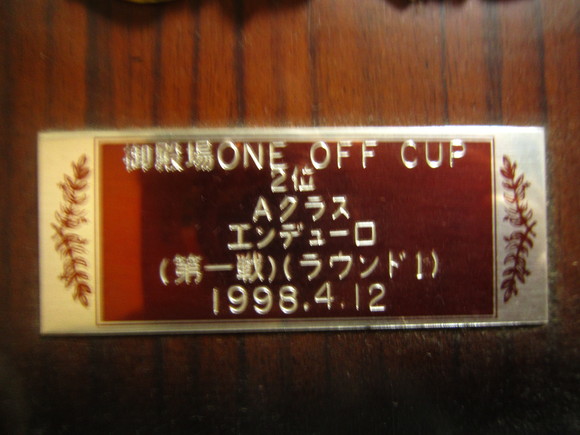 御殿場ONE OFF CUP
2位
Aクラス
エンデューロ
(第一戦)(ラウンド1)
1998.4.12